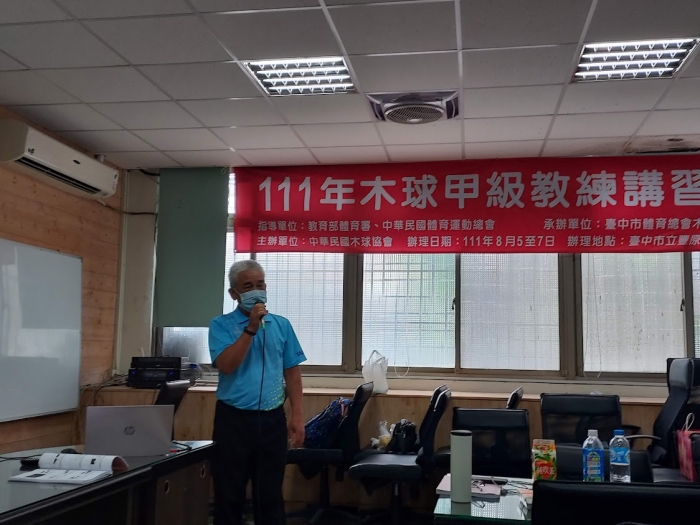 111年木球甲級教練講習
指導單位：教育部體育署、中華民國體育運動總會 承辦單位：臺中市體育總會木
主辦單位：中華民國木球協會 辦理日期：111年8月5至7日 辦理地點：臺中市立豐原
hp